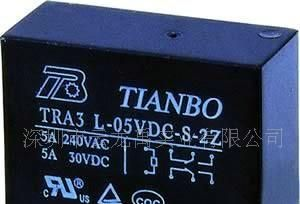 TIANBO
TRA3 L-05VDC-S-2Z
5A 240VAC
5A 30VDC